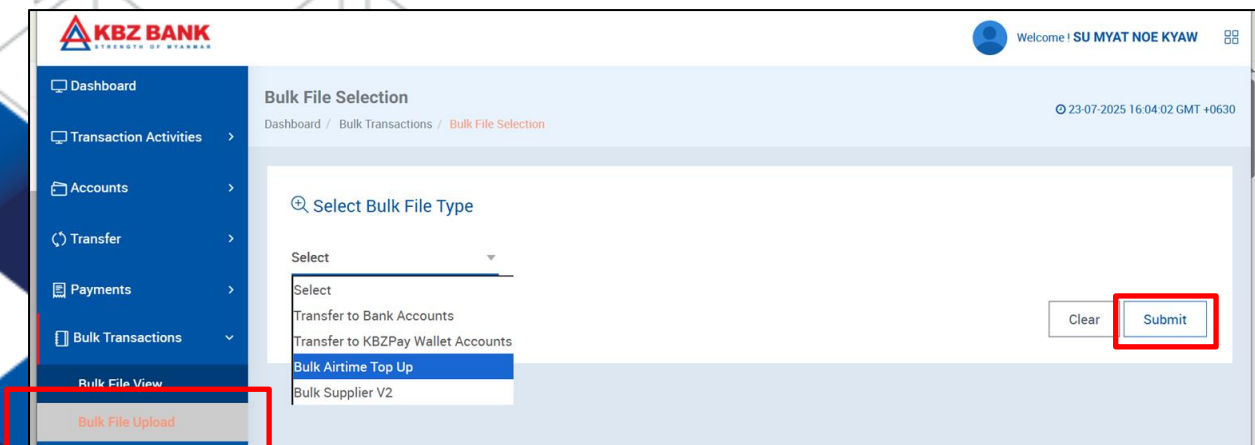 KBZ BANK
STRENGTH OF MYANMAR
Welcome ! SU MYAT NOE KYAW
Dashboard
Transaction Activities
Accounts
Transfer
Payments
Bulk Transactions
Bulk File View
Bulk File Upload
Bulk File Selection
Dashboard / Bulk Transactions / Bulk File Selection
23-07-2025 16:04:02 GMT +0630
Select Bulk File Type
Select
Select
Transfer to Bank Accounts
Transfer to KBZPay Wallet Accounts
Bulk Airtime Top Up
Bulk Supplier V2
Clear
Submit